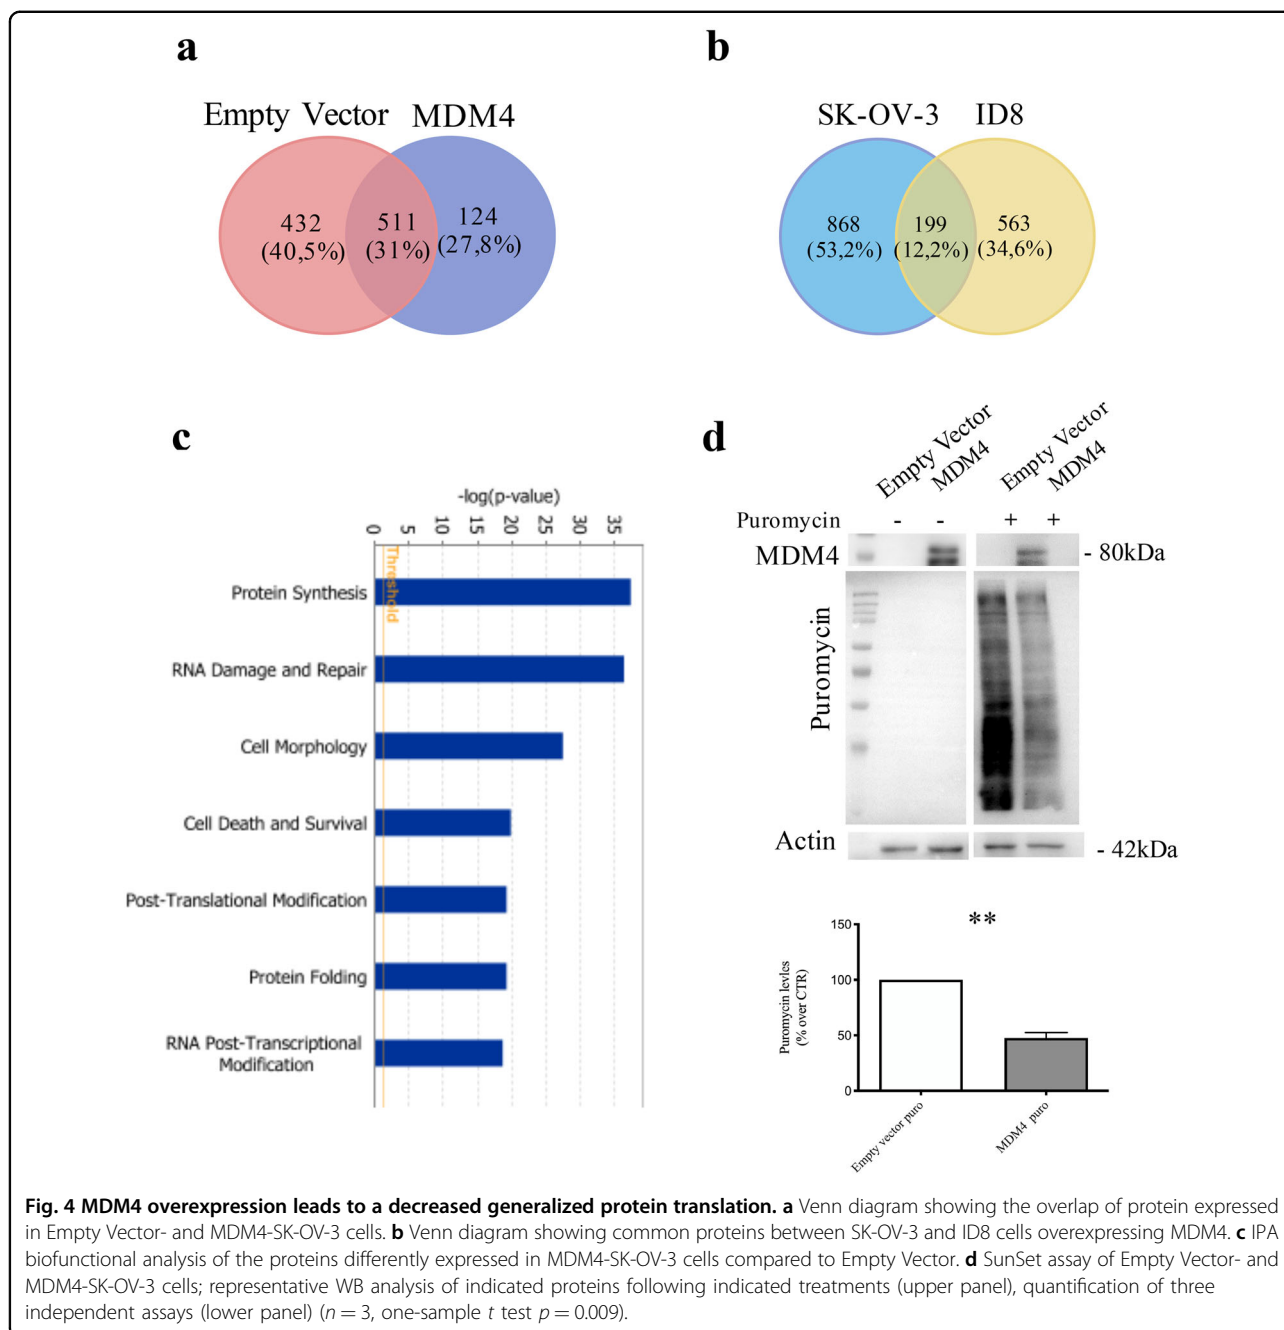 a
Empty Vector MDM4
432
(40,5%)
511
(31%)
124
(27,8%)
b
SK-OV-3 ID8
868
(53,2%)
199
(12,2%)
563
(34,6%)
c
-log(p-value)
0 5 10 15 20 25 30 35
Threshold
Protein Synthesis
RNA Damage and Repair
Cell Morphology
Cell Death and Survival
Post-Translational Modification
Protein Folding
RNA Post-Transcriptional
Modification
d
Empty Vector
MDM4
Empty Vector
MDM4
Puromycin - - + +
MDM4 - 80kDa
Puromycin
Actin - 42kDa
**
Puromycin levles
(% over CTR)
150
100
50
0
Empty vector puro
MDM4 puro
Fig. 4 MDM4 overexpression leads to a decreased generalized protein translation. a Venn diagram showing the overlap of protein expressed
in Empty Vector- and MDM4-SK-OV-3 cells. b Venn diagram showing common proteins between SK-OV-3 and ID8 cells overexpressing MDM4. c IPA
biofunctional analysis of the proteins differently expressed in MDM4-SK-OV-3 cells compared to Empty Vector. d SunSet assay of Empty Vector- and
MDM4-SK-OV-3 cells; representative WB analysis of indicated proteins following indicated treatments (upper panel), quantification of three
independent assays (lower panel) (n = 3, one-sample t test p = 0.009).